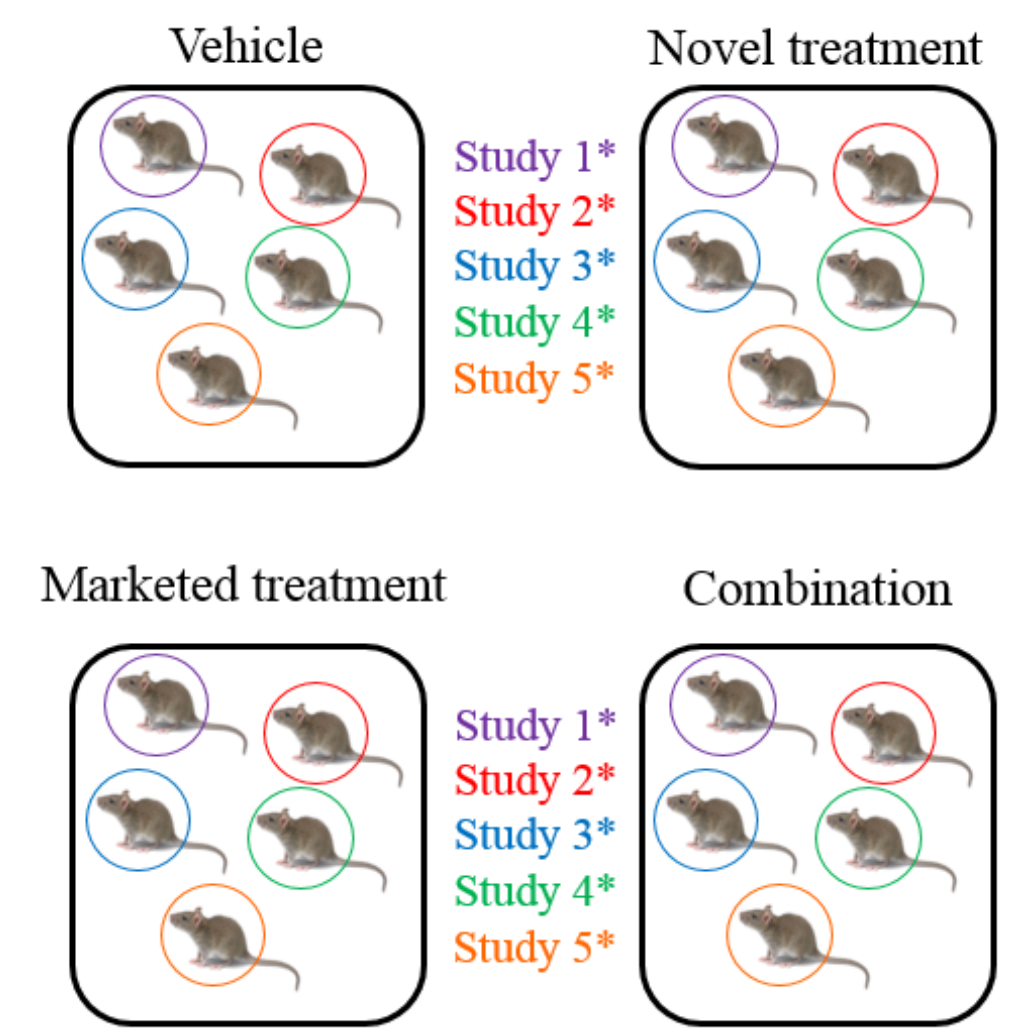 Vehicle
Novel treatment
Study 1*
Study 2*
Study 3*
Study 4*
Study 5*
Marketed treatment
Combination
Study 1*
Study 2*
Study 3*
Study 4*
Study 5*